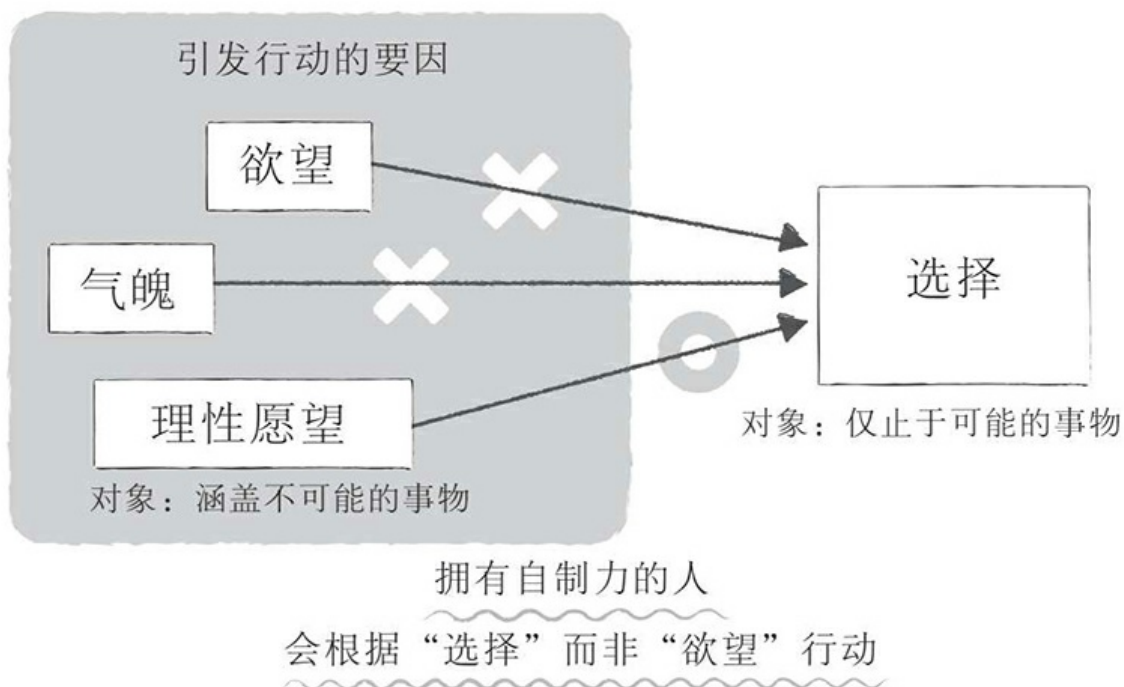 引发行动的要因
欲望
气魄
选择
理性愿望
对象：仅止于可能的事物
对象：涵盖不可能的事物
拥有自制力的人
会根据“选择”而非“欲望”行动